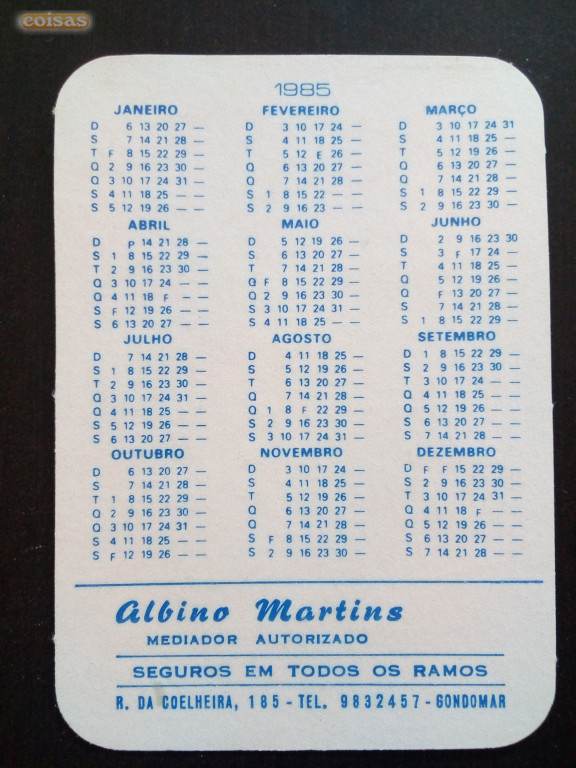 coisas
1985
JANEIRO FEVEREIRO MARÇO
D 6 13 20 27 — D 3 10 17 24 — D 3 10 17 24 31
S 7 14 21 28 — S 4 11 18 25 — S 4 11 18 25 —
T F 8 15 22 29 — T 5 12 E 26 — T 5 12 19 26 —
Q 2 9 16 23 30 — Q 6 13 20 27 — Q 6 13 20 27 —
Q 3 10 17 24 31 — Q 7 14 21 28 — Q 7 14 21 28 —
S 4 11 18 25 — — S 1 8 15 22 — — S 1 8 15 22 29 —
S 5 12 19 26 — — S 2 9 16 23 — — S 2 9 16 23 30 —
ABRIL MAIO JUNHO
D P 14 21 28 — D 5 12 19 26 — D 2 9 16 23 30
S 1 8 15 22 29 — S 6 13 20 27 — S 3 F 17 24 —
T 2 9 16 23 30 — T 7 14 21 28 — T 4 11 18 25 —
Q 3 10 17 24 — — Q F 8 15 22 29 — Q 5 12 19 26 —
Q 4 11 18 F — — Q 2 9 16 23 30 — Q F 13 20 27 —
S F 12 19 26 — — S 3 10 17 24 31 — S 7 14 21 28 —
S 6 13 20 27 — — S 4 11 18 25 — — S 1 8 15 22 29 —
JULHO AGOSTO SETEMBRO
D 7 14 21 28 — D 4 11 18 25 — D 1 8 15 22 29 —
S 1 8 15 22 29 — S 5 12 19 26 — S 2 9 16 23 30 —
T 2 9 16 23 30 — T 6 13 20 27 — T 3 10 17 24 — —
Q 3 10 17 24 31 — Q 7 14 21 28 — Q 4 11 18 25 — —
Q 4 11 18 25 — — Q 1 8 F 22 29 — Q 5 12 19 26 — —
S 5 12 19 26 — — S 2 9 16 23 30 — S 6 13 20 27 — —
S 6 13 20 27 — — S 3 10 17 24 31 — S 7 14 21 28 — —
OUTUBRO NOVEMBRO DEZEMBRO
D 6 13 20 27 — D 3 10 17 24 — D F F 15 22 29 —
S 7 14 21 28 — S 4 11 18 25 — S 2 9 16 23 30 —
T 1 8 15 22 29 — T 5 12 19 26 — T 3 10 17 24 31 —
Q 2 9 16 23 30 — Q 6 13 20 27 — Q 4 11 18 F — —
Q 3 10 17 24 31 — Q 7 14 21 28 — Q 5 12 19 26 — —
S 4 11 18 25 — — S F 8 15 22 29 — S 6 13 20 27 — —
S F 12 19 26 — — S 2 9 16 23 30 — S 7 14 21 28 — —
Albino Martins
MEDIADOR AUTORIZADO
SEGUROS EM TODOS OS RAMOS
R. DA COELHEIRA, 185 - TEL. 9832457 - GONDOMAR